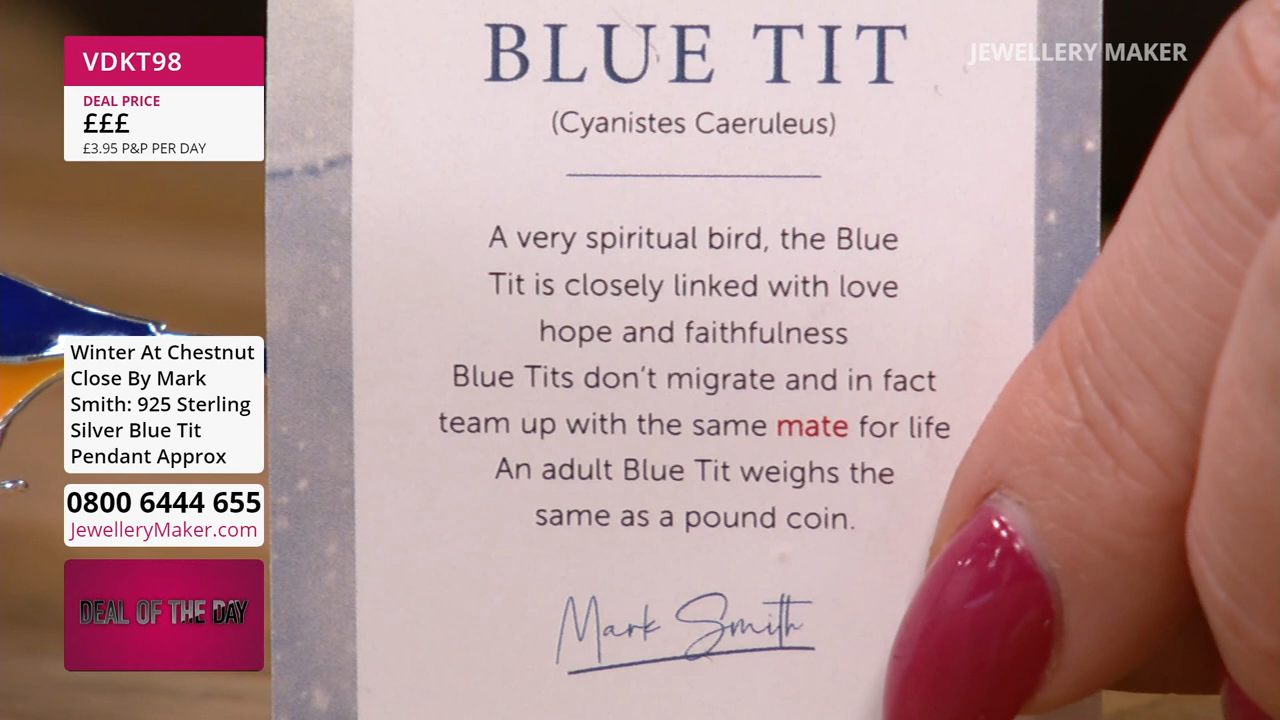 VDKT98
DEAL PRICE
£££
£3.95 P&P PER DAY
Winter At Chestnut
Close By Mark
Smith: 925 Sterling
Silver Blue Tit
Pendant Approx
0800 6444 655
JewelleryMaker.com
DEAL OF THE DAY
JEWELLERY MAKER
BLUE TIT
(Cyanistes Caeruleus)
A very spiritual bird, the Blue
Tit is closely linked with love
hope and faithfulness
Blue Tits don't migrate and in fact
team up with the same mate for life
An adult Blue Tit weighs the
same as a pound coin.
Mark Smith